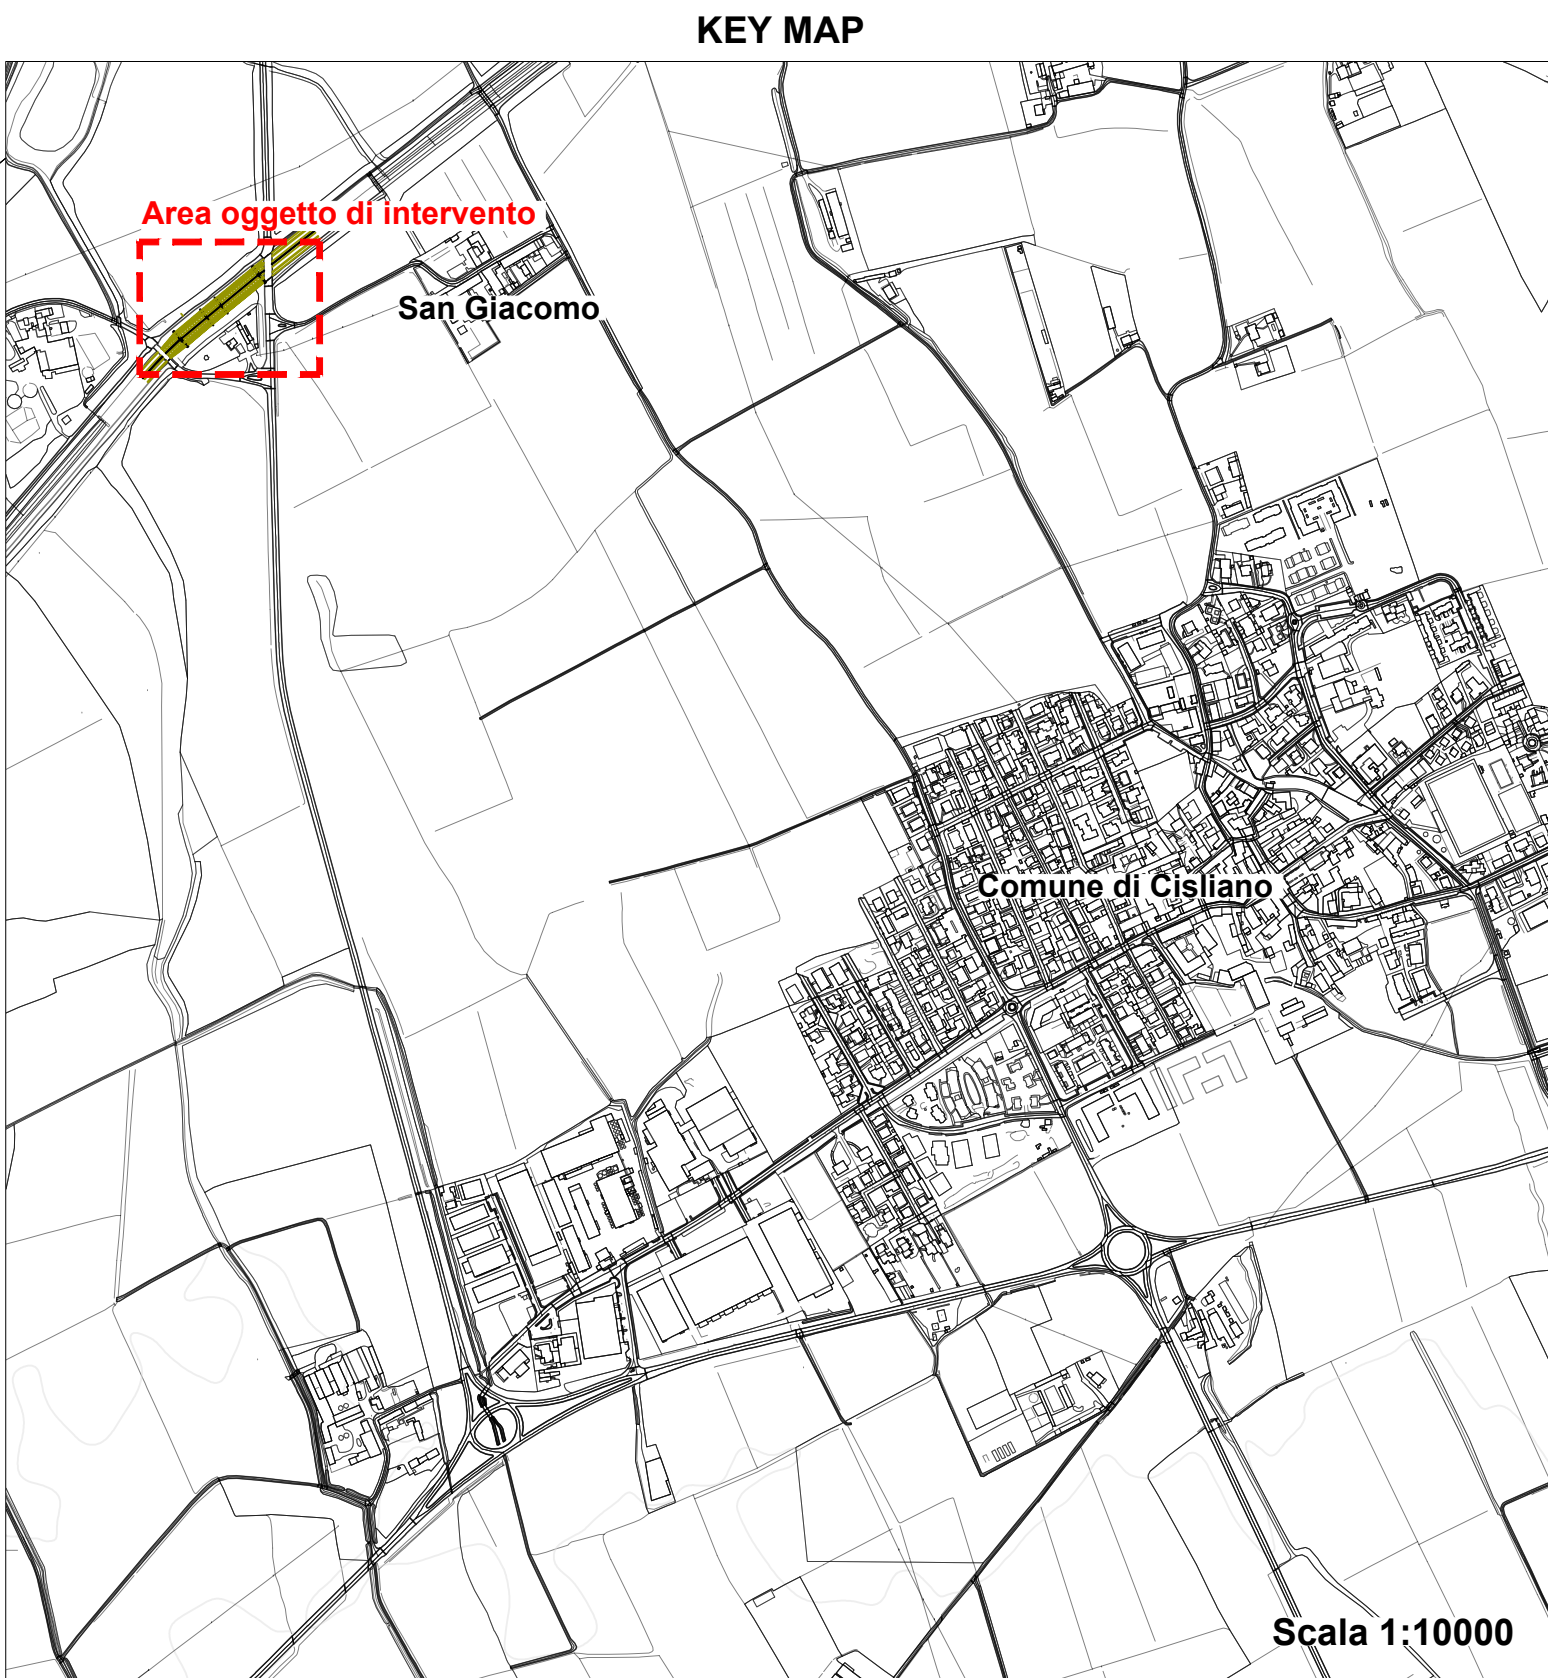 KEY MAP
Area oggetto di intervento
San Giacomo
Comune di Cisliano
Scala 1:10000